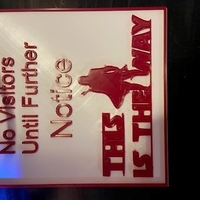 No Visitors
Until Further
Notice
THIS
IS THE WAY